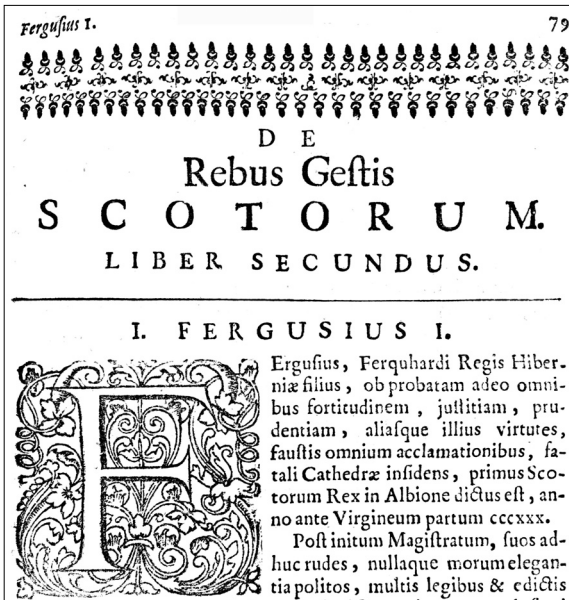 Ferguſius I. 79
DE
Rebus Geſtis
SCOTORUM.
LIBER SECUNDUS.
I. FERGUSIUS I.
FErguſius, Ferquhardi Regis Hiber-
niæ filius, ob probatam adeo omni-
bus fortitudinem, juſtitiam, pru-
dentiam, aliaſque illius virtutes,
fauſtis omnium acclamationibus, fa-
tali Cathedræ inſidens, primus Sco-
torum Rex in Albione dictus eſt, an-
no ante Virgineum partum cccxxx.
Poſt initum Magiſtratum, ſuos ad-
huc rudes, nullaque morum elegan-
tia politos, multis legibus & edictis